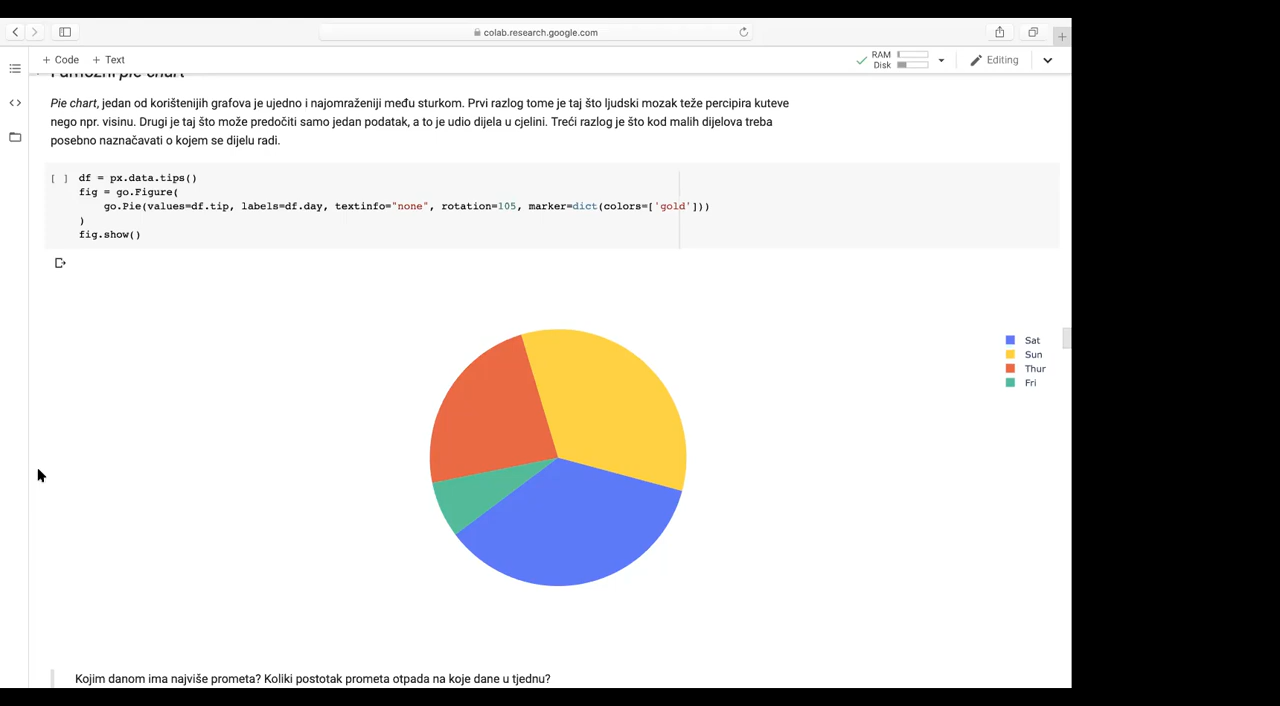 colab.research.google.com
+ Code + Text
RAM
Disk
Editing
Pie chart, jedan od korištenijih grafova je ujedno i najomraženiji među sturkom. Prvi razlog tome je taj što ljudski mozak teže percipira kuteve
nego npr. visinu. Drugi je taj što može predočiti samo jedan podatak, a to je udio dijela u cjelini. Treći razlog je što kod malih dijelova treba
posebno naznačavati o kojem se dijelu radi.
[ ] df = px.data.tips()
fig = go.Figure(
go.Pie(values=df.tip, labels=df.day, textinfo="none", rotation=105, marker=dict(colors=['gold']))
)
fig.show()
Sat
Sun
Thur
Fri
Kojim danom ima najviše prometa? Koliki postotak prometa otpada na koje dane u tjednu?